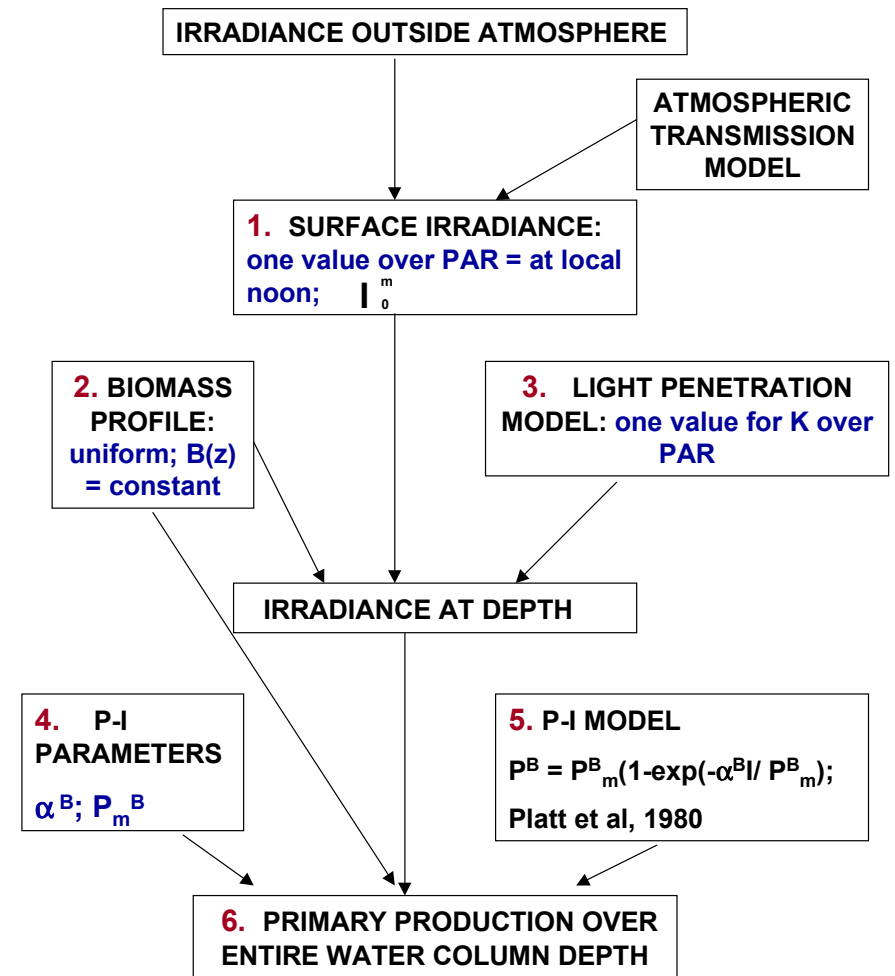 IRRADIANCE OUTSIDE ATMOSPHERE
ATMOSPHERIC
TRANSMISSION
MODEL
1. SURFACE IRRADIANCE:
one value over PAR = at local
noon; I m 0
2. BIOMASS
PROFILE:
uniform; B(z)
= constant
3. LIGHT PENETRATION
MODEL: one value for K over
PAR
IRRADIANCE AT DEPTH
4. P-I
PARAMETERS
α B; PmB
5. P-I MODEL
PB = PBm(1-exp(-αBI/ PBm);
Platt et al, 1980
6. PRIMARY PRODUCTION OVER
ENTIRE WATER COLUMN DEPTH